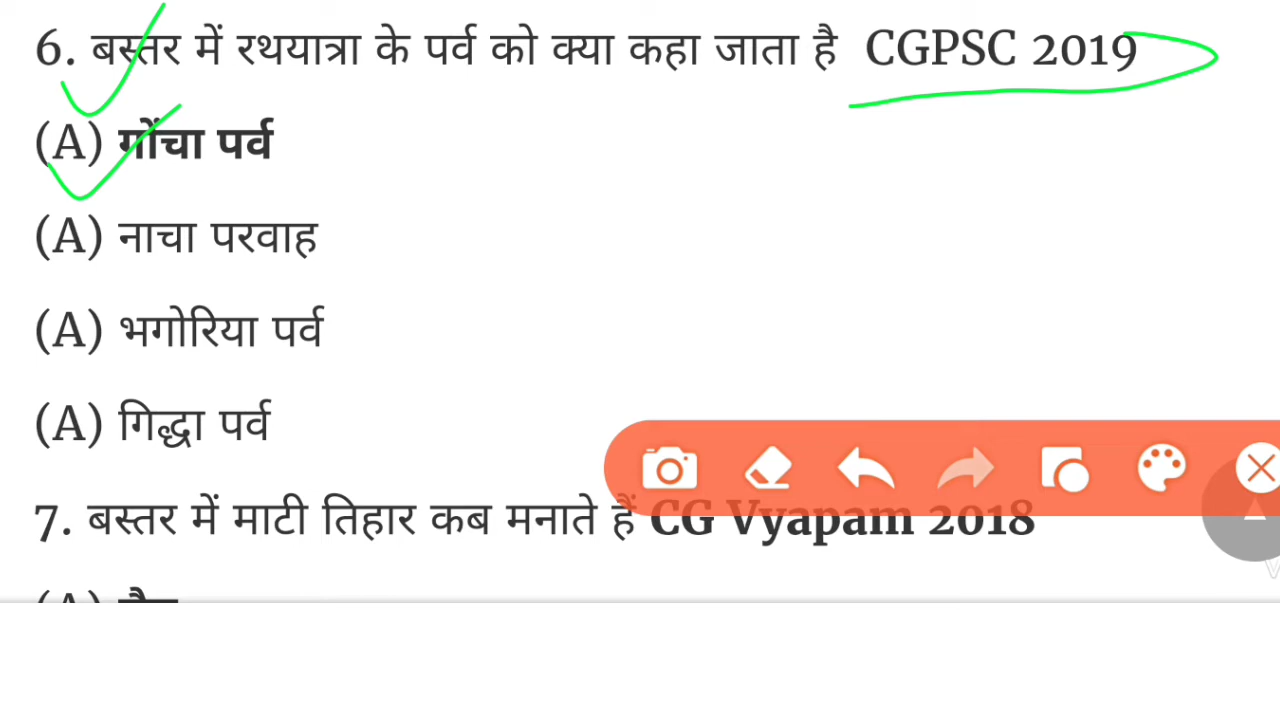 6. बस्तर में रथयात्रा के पर्व को क्या कहा जाता है CGPSC 2019
(A) गोंचा पर्व
(A) नाचा परवाह
(A) भगोरिया पर्व
(A) गिद्धा पर्व
7. बस्तर में माटी तिहार कब मनाते हैं CG Vyapam 2018